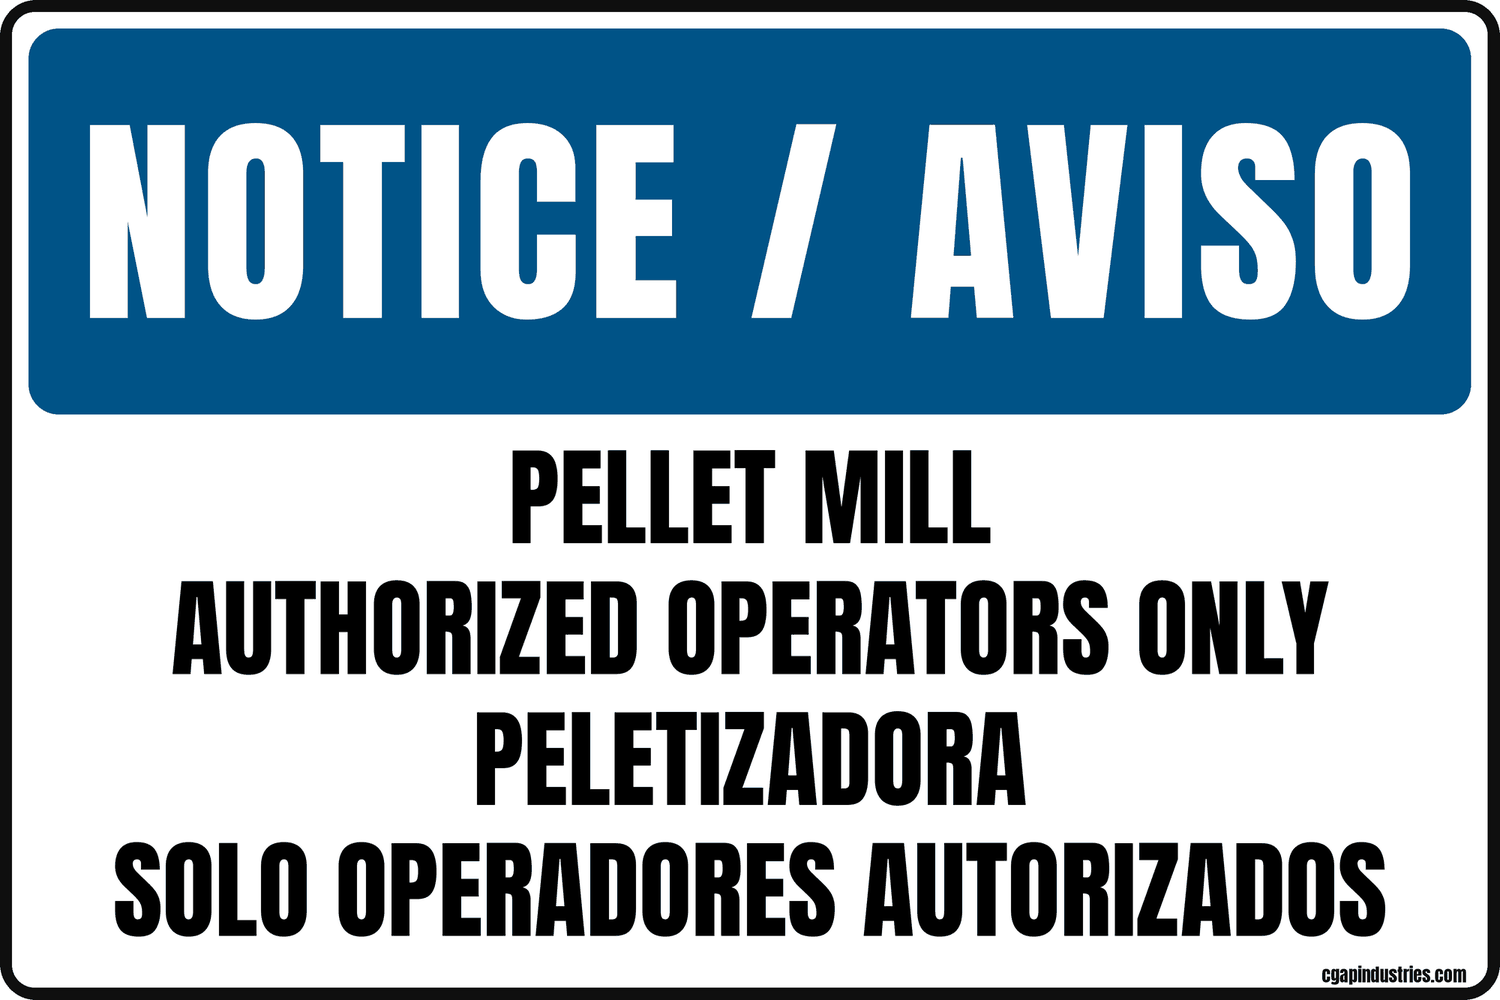 NOTICE / AVISO
PELLET MILL
AUTHORIZED OPERATORS ONLY
PELETIZADORA
SOLO OPERADORES AUTORIZADOS
cgapindustries.com